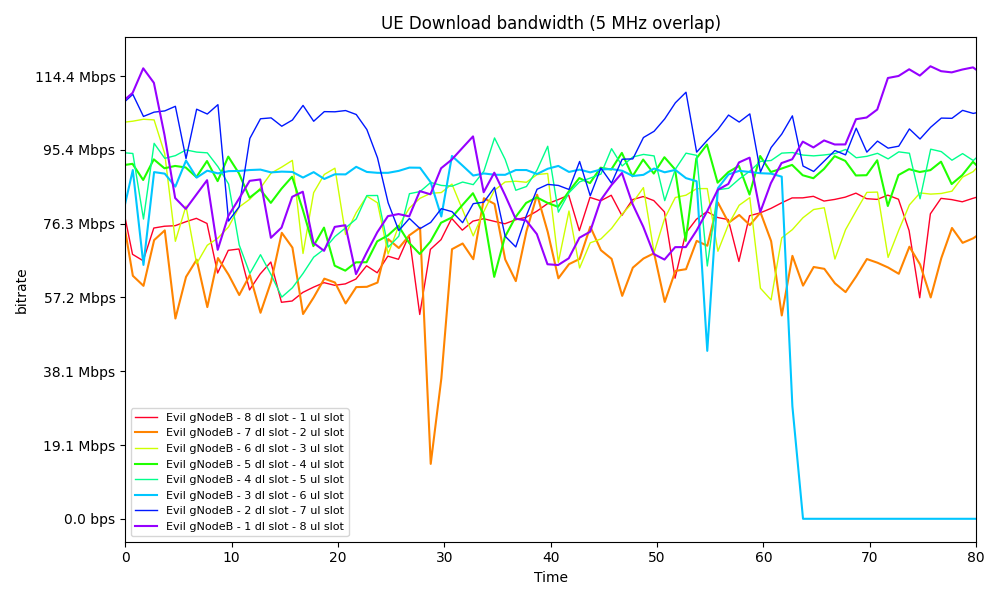 UE Download bandwidth (5 MHz overlap)
114.4 Mbps
95.4 Mbps
76.3 Mbps
57.2 Mbps
38.1 Mbps
19.1 Mbps
0.0 bps
bitrate
Evil gNodeB - 8 dl slot - 1 ul slot
Evil gNodeB - 7 dl slot - 2 ul slot
Evil gNodeB - 6 dl slot - 3 ul slot
Evil gNodeB - 5 dl slot - 4 ul slot
Evil gNodeB - 4 dl slot - 5 ul slot
Evil gNodeB - 3 dl slot - 6 ul slot
Evil gNodeB - 2 dl slot - 7 ul slot
Evil gNodeB - 1 dl slot - 8 ul slot
0 10 20 30 40 50 60 70 80
Time